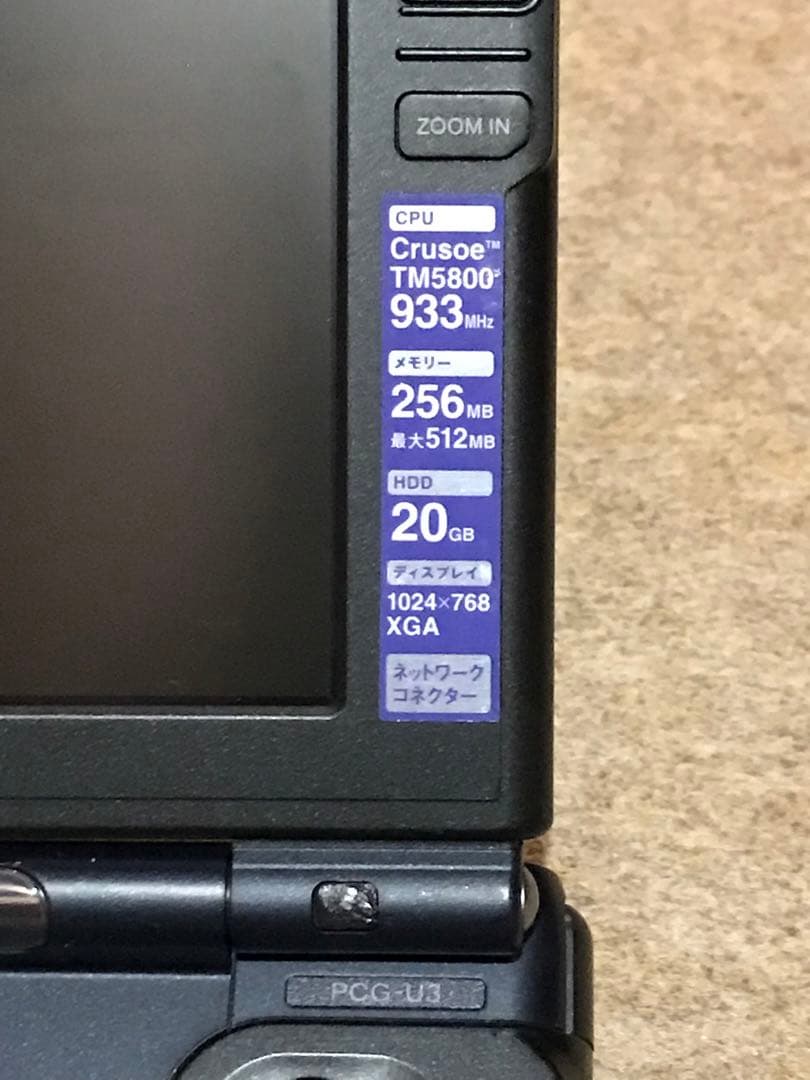 ZOOM IN
CPU
Crusoe™
TM5800
933MHz
メモリー
256MB
最大512MB
HDD
20GB
ディスプレイ
1024×768
XGA
ネットワーク
コネクター
PCG-U3